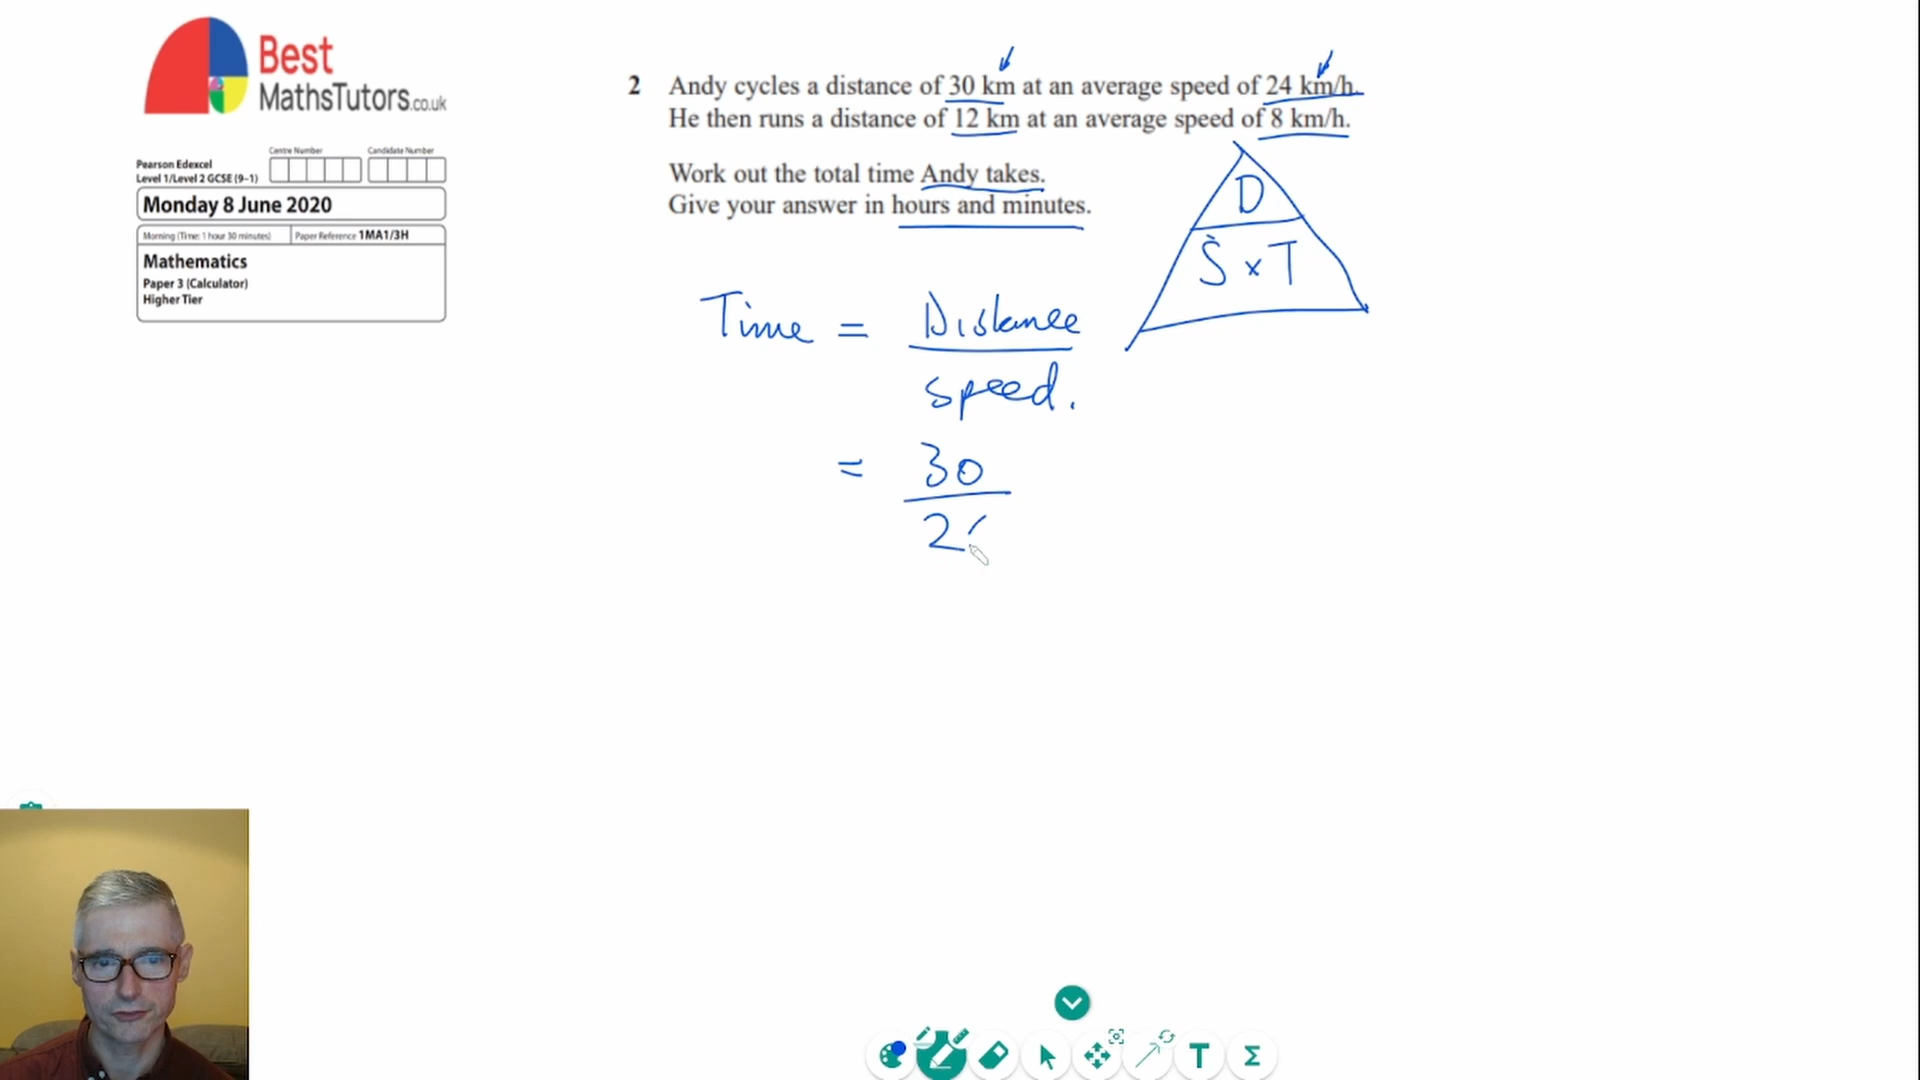 Best
MathsTutors.co.uk
Centre Number
Candidate Number
Pearson Edexcel
Level 1/Level 2 GCSE (9–1)
Monday 8 June 2020
Morning (Time: 1 hour 30 minutes)
Paper Reference 1MA1/3H
Mathematics
Paper 3 (Calculator)
Higher Tier
2 Andy cycles a distance of 30 km at an average speed of 24 km/h.
He then runs a distance of 12 km at an average speed of 8 km/h.
Work out the total time Andy takes.
Give your answer in hours and minutes.
D
S × T
Time = Distance
speed.
= 30
2
T
Σ